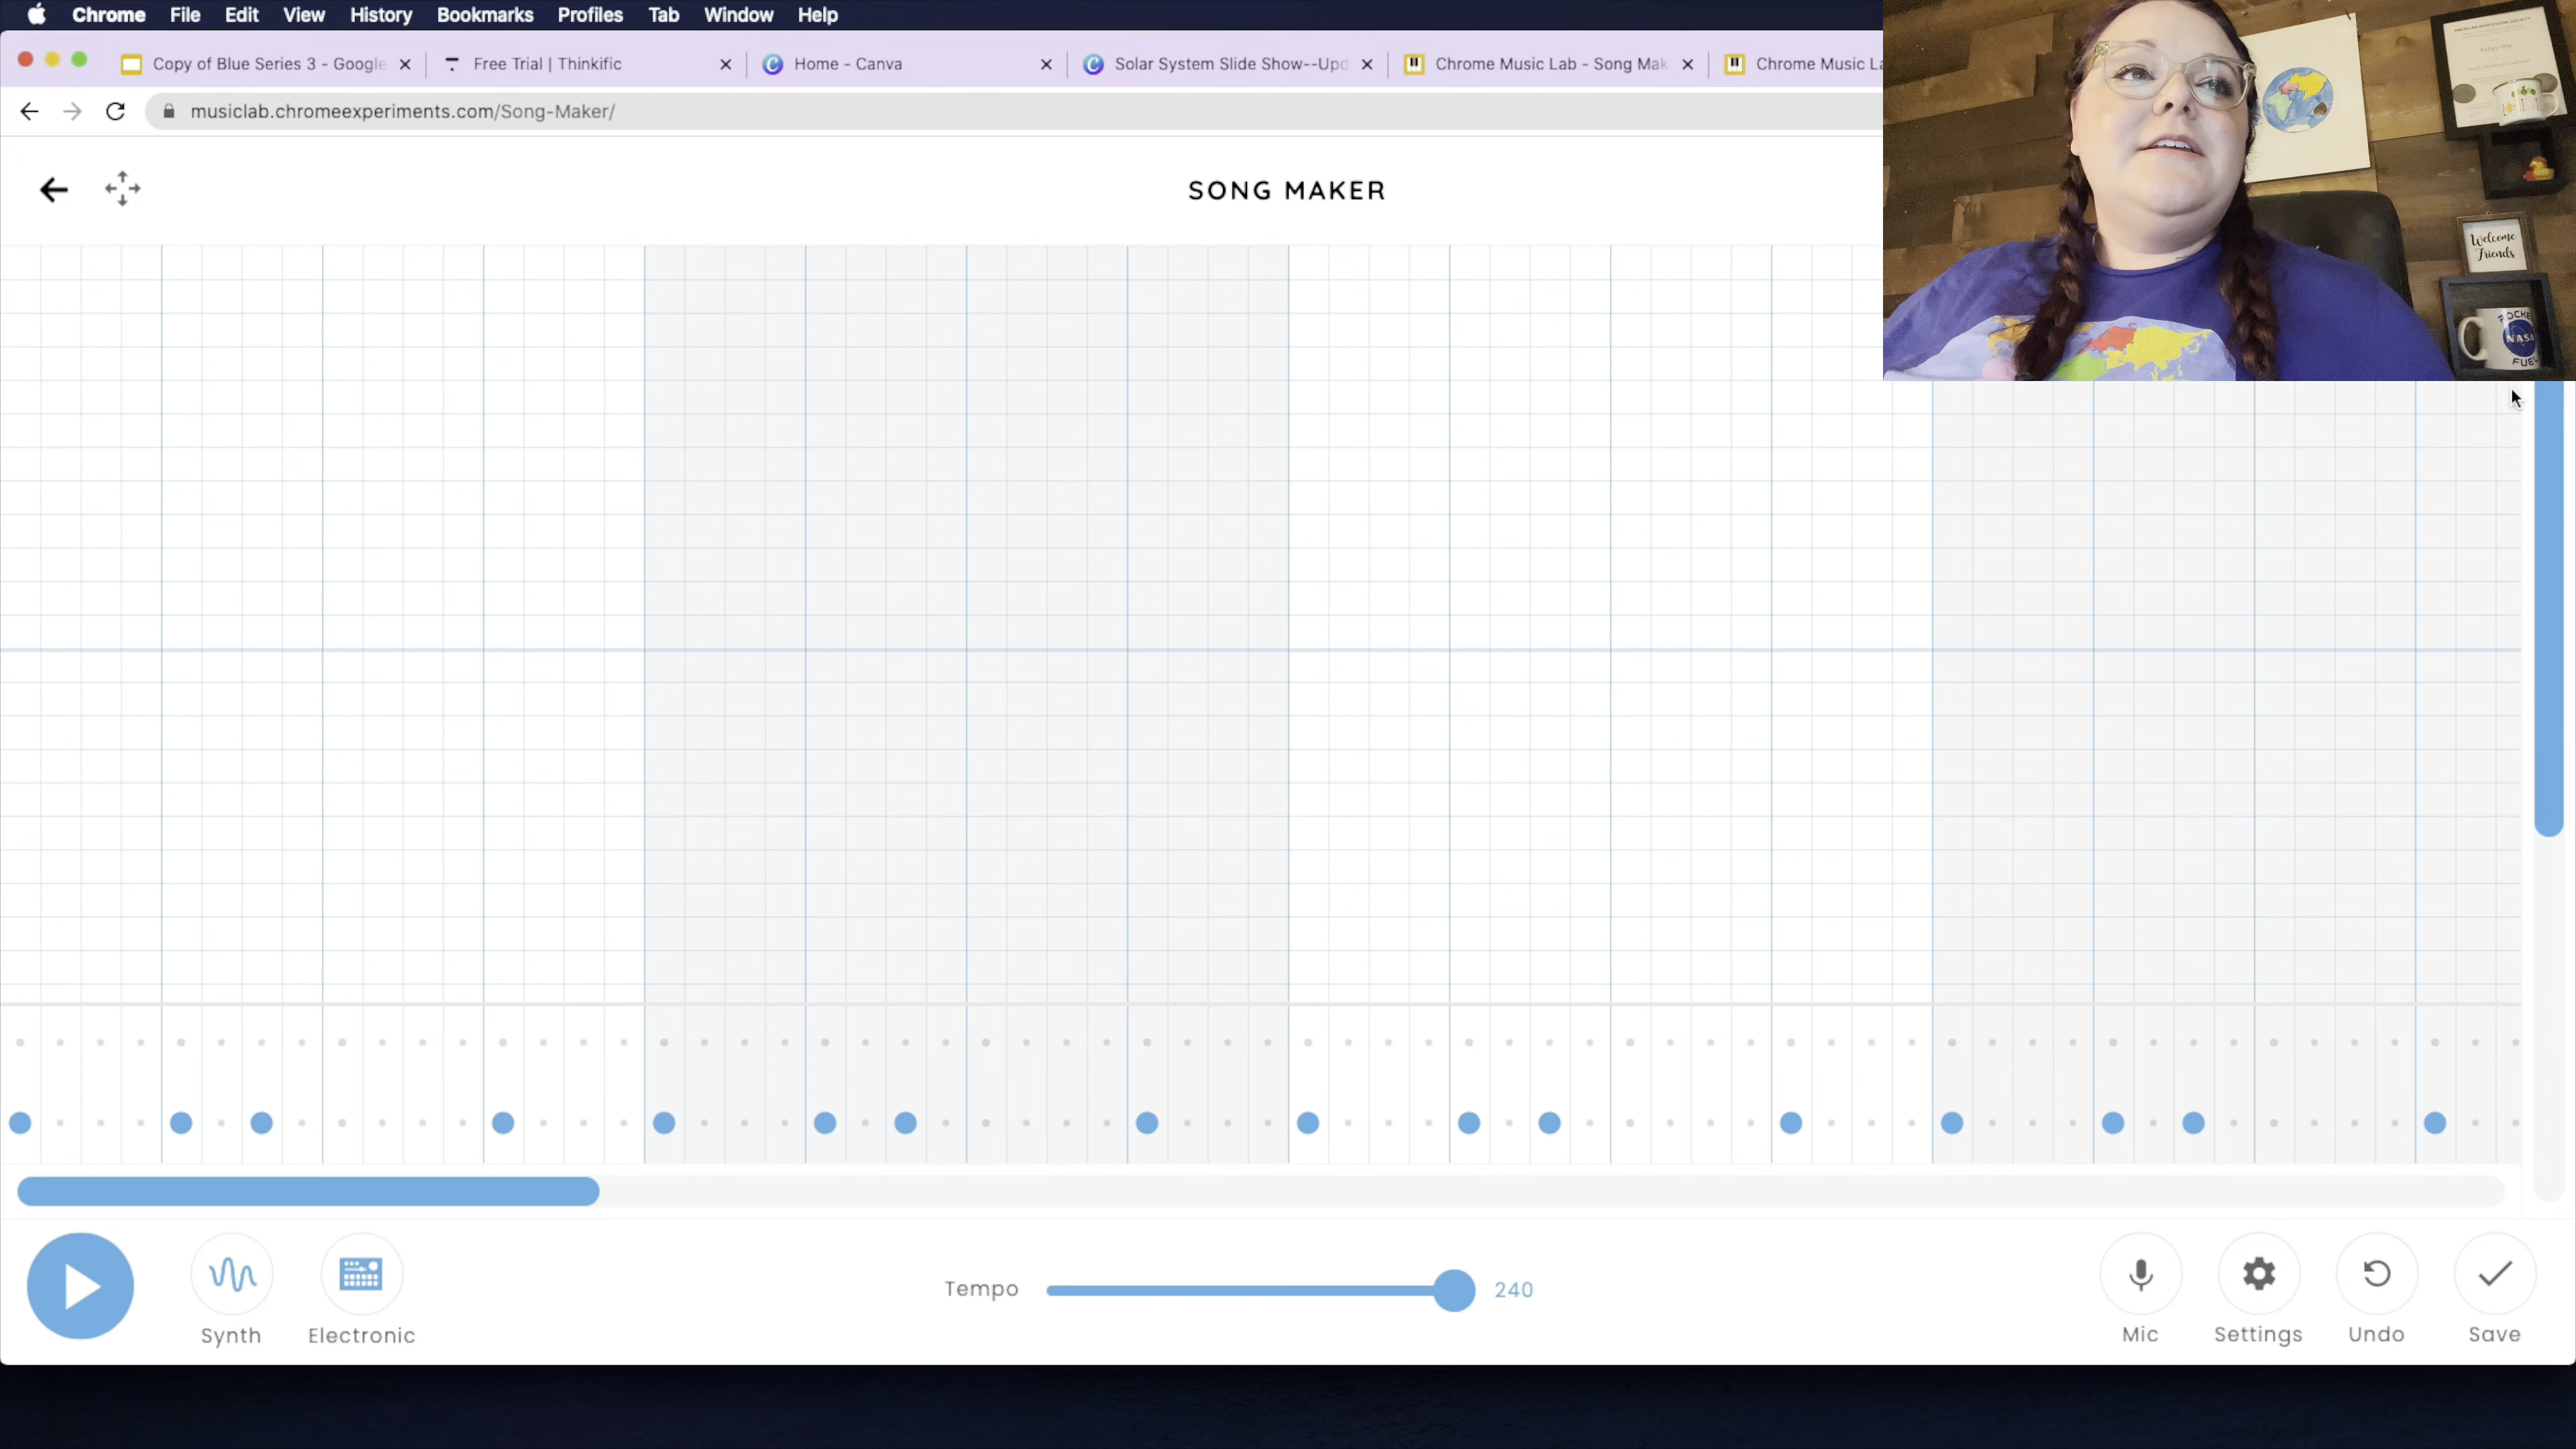 Chrome File Edit View History Bookmarks Profiles Tab Window Help
Copy of Blue Series 3 - Google
Free Trial | Thinkific
Home - Canva
Solar System Slide Show--Upd
Chrome Music Lab - Song Mak
Chrome Music La
musiclab.chromeexperiments.com/Song-Maker/
SONG MAKER
Welcome
Friends
ROCKET
NASA
FUEL
Tempo
240
Synth
Electronic
Mic
Settings
Undo
Save